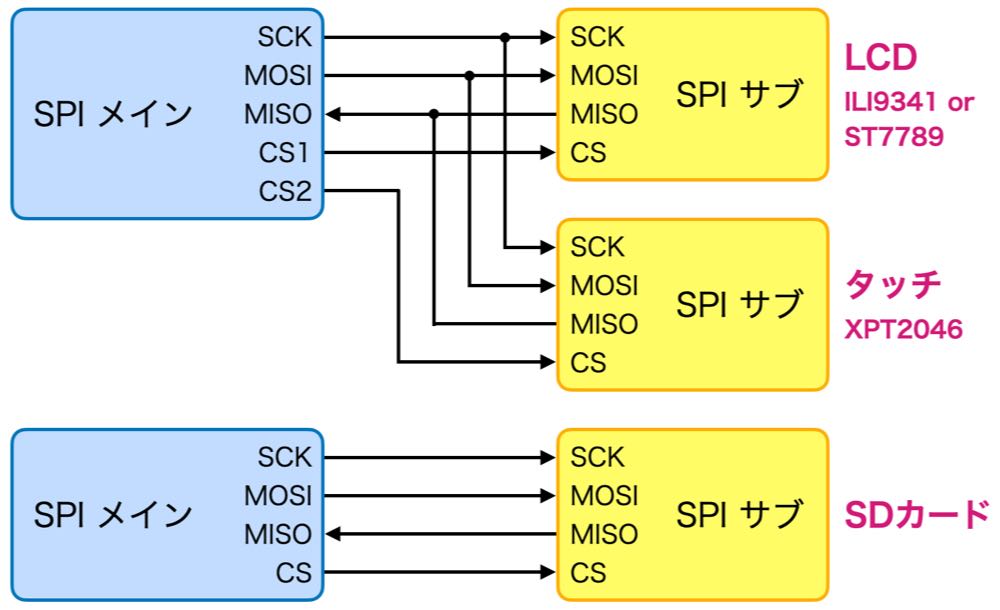 SPI メイン
SCK
MOSI
MISO
CS1
CS2
SCK
MOSI
MISO
CS
SPI サブ
LCD
ILI9341 or
ST7789
SCK
MOSI
MISO
CS
SPI サブ
タッチ
XPT2046
SPI メイン
SCK
MOSI
MISO
CS
SCK
MOSI
MISO
CS
SPI サブ
SDカード